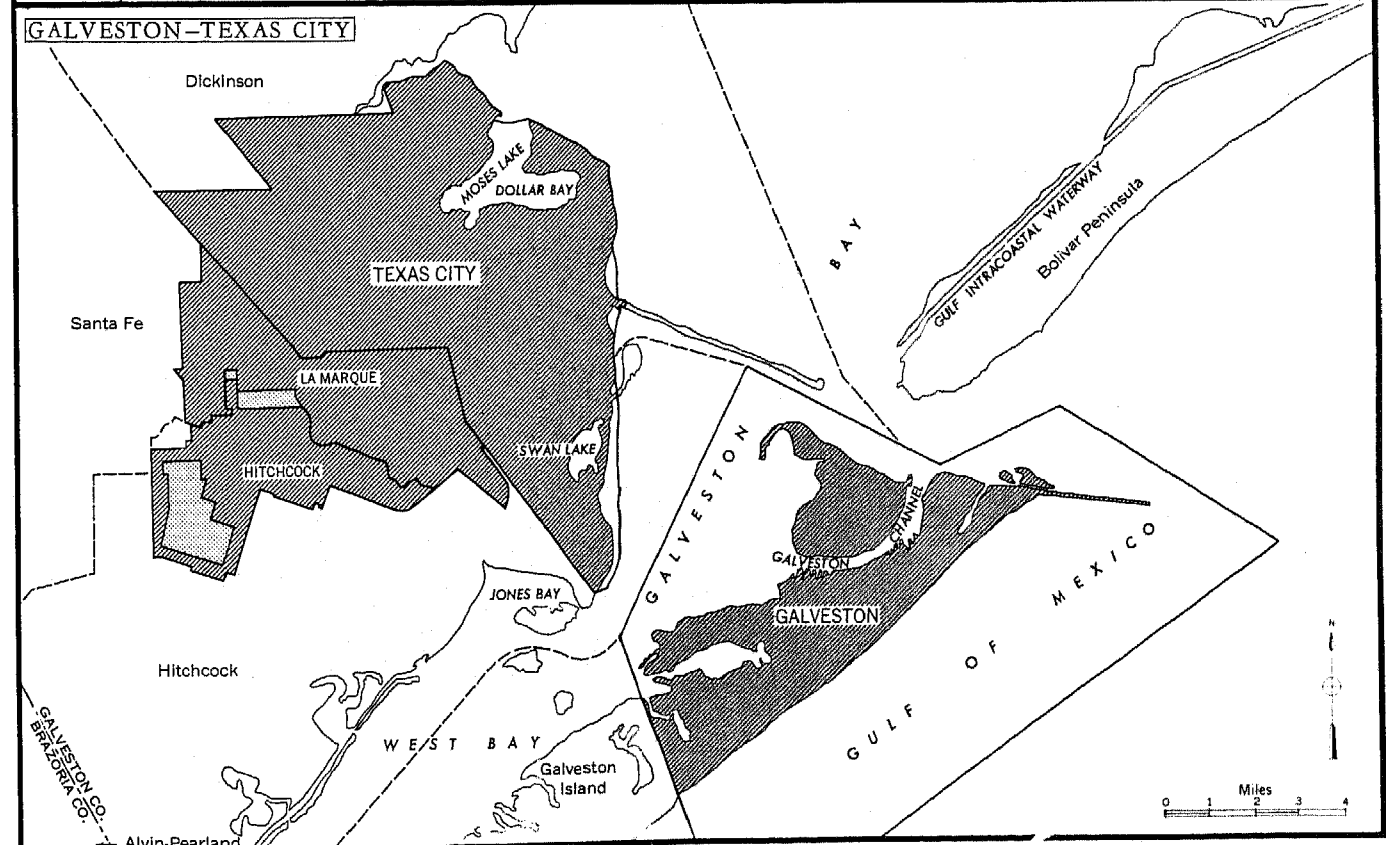 GALVESTON–TEXAS CITY
Dickinson
MOSES LAKE
DOLLAR BAY
BAY
GULF INTRACOASTAL WATERWAY
Bolivar Peninsula
TEXAS CITY
Santa Fe
LA MARQUE
HITCHCOCK
SWAN LAKE
GALVESTON
CHANNEL
GALVESTON
GALVESTON
GULF OF MEXICO
JONES BAY
Hitchcock
WEST BAY
Galveston
Island
GALVESTON CO.
BRAZORIA CO.
Alvin-Pearland
N
Miles
0 1 2 3 4